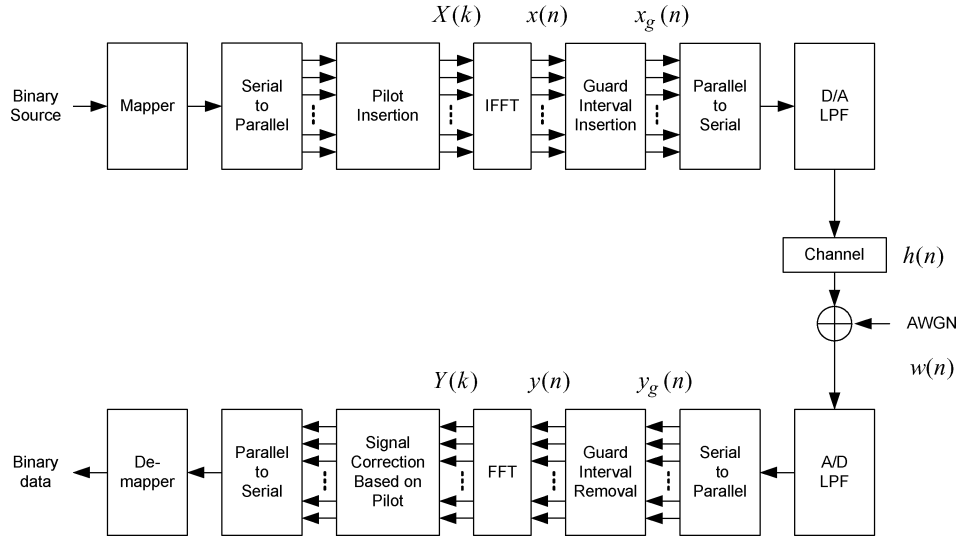 X(k)
x(n)
x_g(n)
Binary
Source
Mapper
Serial
to
Parallel
Pilot
Insertion
IFFT
Guard
Interval
Insertion
Parallel
to
Serial
D/A
LPF
Channel
h(n)
AWGN
w(n)
Y(k)
y(n)
y_g(n)
Binary
data
De-
mapper
Parallel
to
Serial
Signal
Correction
Based on
Pilot
FFT
Guard
Interval
Removal
Serial
to
Parallel
A/D
LPF